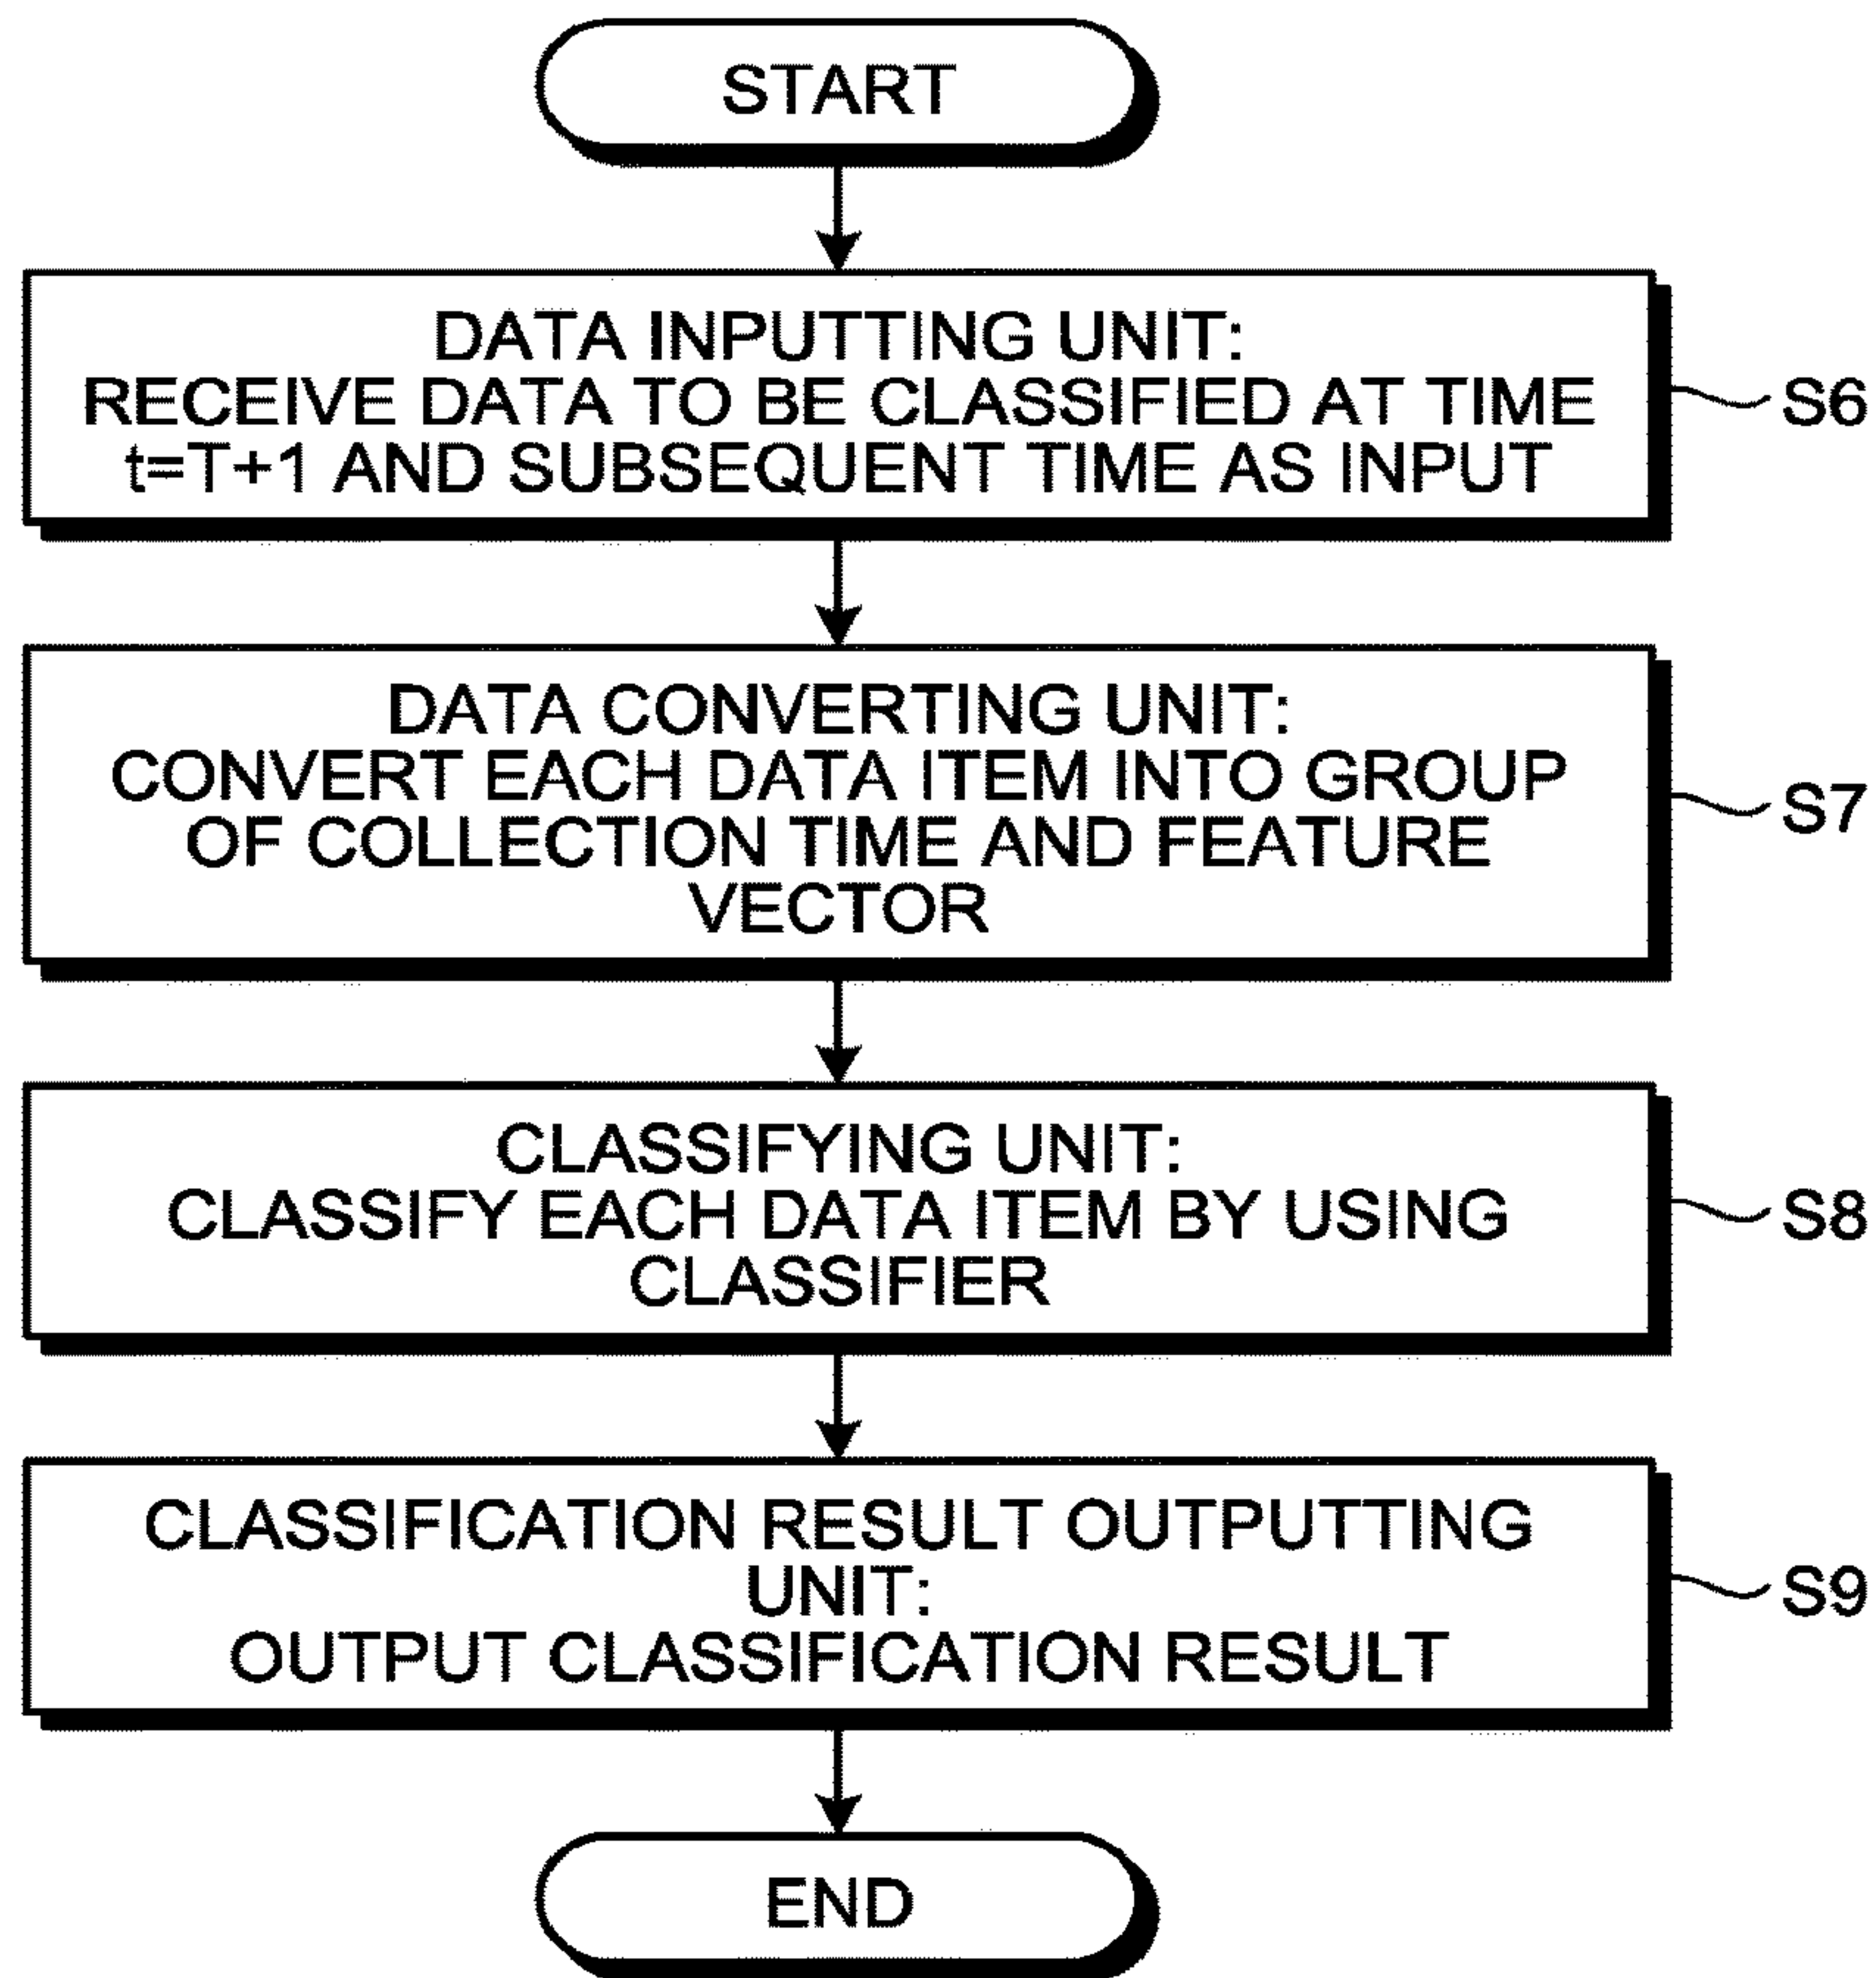 START
DATA INPUTTING UNIT:
RECEIVE DATA TO BE CLASSIFIED AT TIME
t=T+1 AND SUBSEQUENT TIME AS INPUT
S6
DATA CONVERTING UNIT:
CONVERT EACH DATA ITEM INTO GROUP
OF COLLECTION TIME AND FEATURE
VECTOR
S7
CLASSIFYING UNIT:
CLASSIFY EACH DATA ITEM BY USING
CLASSIFIER
S8
CLASSIFICATION RESULT OUTPUTTING
UNIT:
OUTPUT CLASSIFICATION RESULT
S9
END